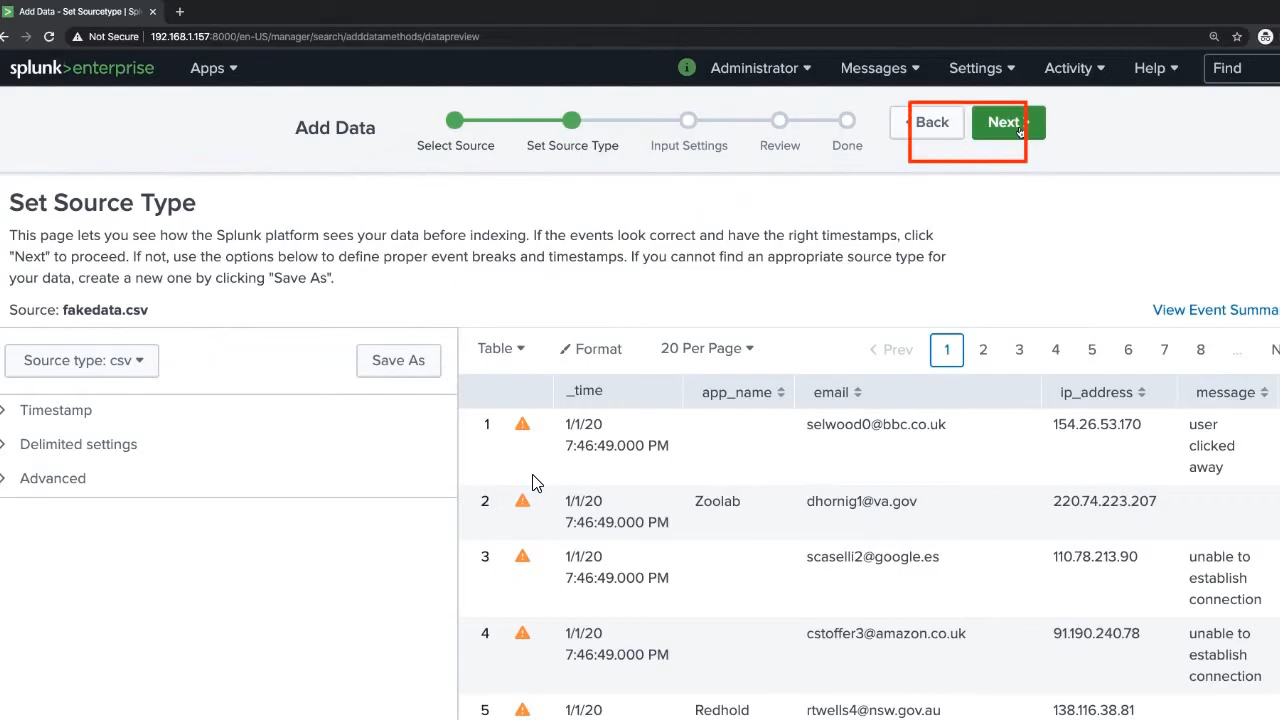 Add Data - Set Sourcetype | Spl
Not Secure | 192.168.1.157:8000/en-US/manager/search/adddatamethods/datapreview
splunk>enterprise Apps Administrator Messages Settings Activity Help Find
Add Data
Select Source Set Source Type Input Settings Review Done
Back Next
Set Source Type
This page lets you see how the Splunk platform sees your data before indexing. If the events look correct and have the right timestamps, click
"Next" to proceed. If not, use the options below to define proper event breaks and timestamps. If you cannot find an appropriate source type for
your data, create a new one by clicking "Save As".
Source: fakedata.csv
View Event Summa
Source type: csv
Save As
Timestamp
Delimited settings
Advanced
Table Format 20 Per Page < Prev 1 2 3 4 5 6 7 8 ... N
_time app_name email ip_address message
1 1/1/20 selwood0@bbc.co.uk 154.26.53.170 user
7:46:49.000 PM clicked
away
2 1/1/20 Zoolab dhornig1@va.gov 220.74.223.207
7:46:49.000 PM
3 1/1/20 scaselli2@google.es 110.78.213.90 unable to
7:46:49.000 PM establish
connection
4 1/1/20 cstoffer3@amazon.co.uk 91.190.240.78 unable to
7:46:49.000 PM establish
connection
5 1/1/20 Redhold rtwells4@nsw.gov.au 138.116.38.81